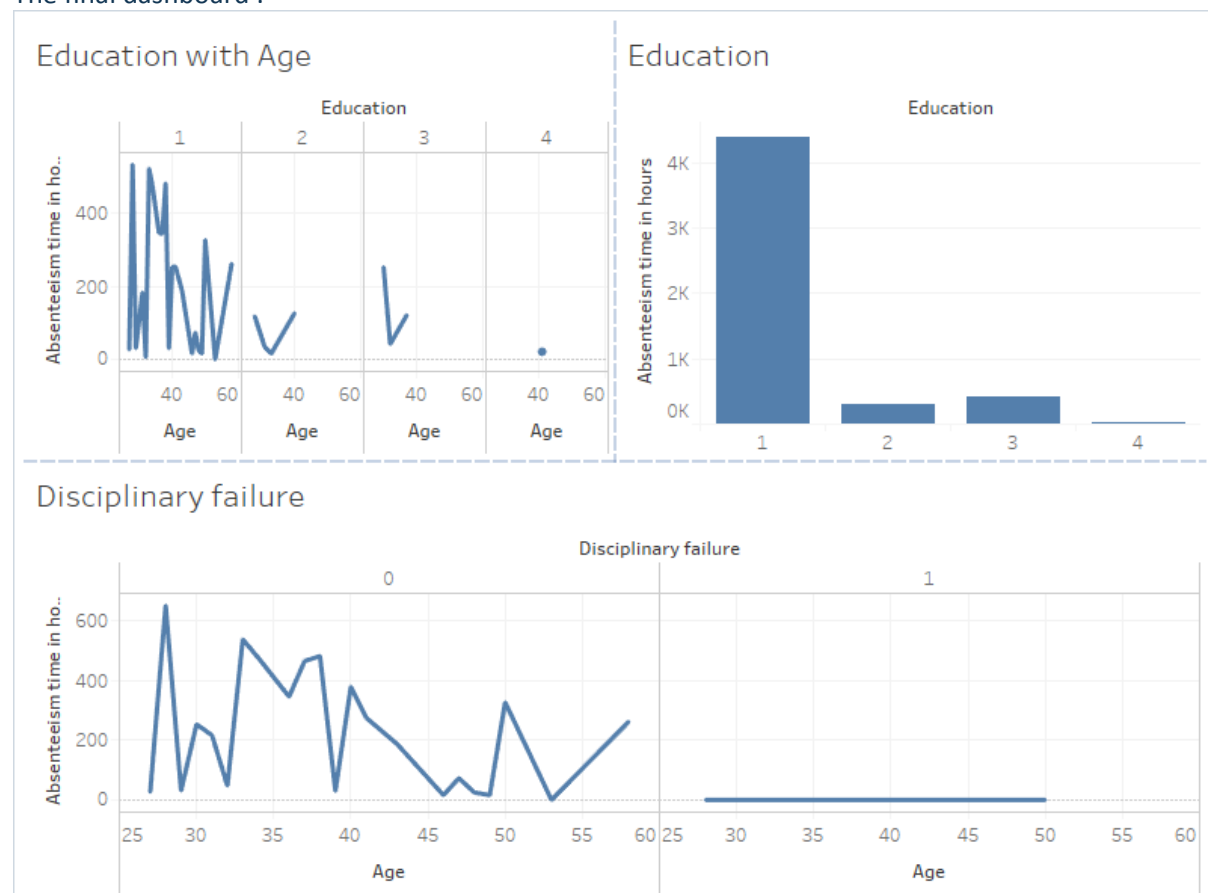 The final dashboard :
Education with Age
Education
1 2 3 4
Absenteeism time in ho..
400
200
0
40 60 40 60 40 60 40 60
Age Age Age Age
Education
Education
Absenteeism time in hours
4K
3K
2K
1K
0K
1 2 3 4
Disciplinary failure
Disciplinary failure
0 1
Absenteeism time in ho..
600
400
200
0
25 30 35 40 45 50 55 60 25 30 35 40 45 50 55 60
Age Age